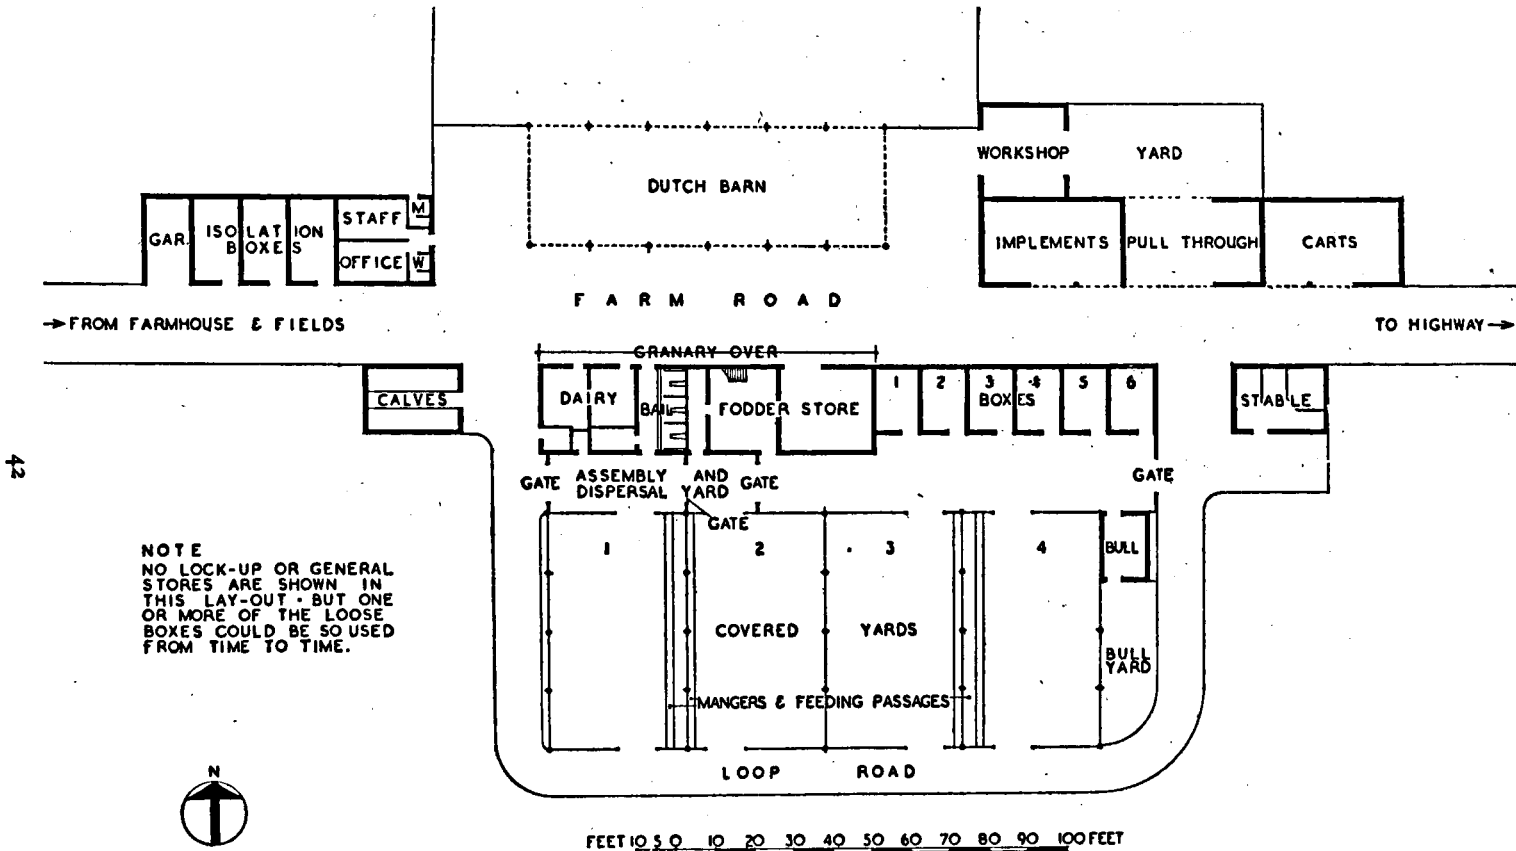 WORKSHOP
YARD
DUTCH BARN
M
STAFF
GAR.
ISOLATION
BOXES
OFFICE
W
IMPLEMENTS
PULL THROUGH
CARTS
FARM ROAD
→FROM FARMHOUSE & FIELDS
TO HIGHWAY→
GRANARY OVER
CALVES
DAIRY
BAIL
FODDER STORE
1 2 3 4 5 6
BOXES
STABLE
GATE
ASSEMBLY AND
DISPERSAL YARD
GATE
GATE
GATE
42
1 2 3 4
BULL
NOTE
NO LOCK-UP OR GENERAL
STORES ARE SHOWN IN
THIS LAY-OUT · BUT ONE
OR MORE OF THE LOOSE
BOXES COULD BE SO USED
FROM TIME TO TIME.
COVERED YARDS
BULL
YARD
MANGERS & FEEDING PASSAGES
LOOP ROAD
N
FEET 10 5 0 10 20 30 40 50 60 70 80 90 100 FEET